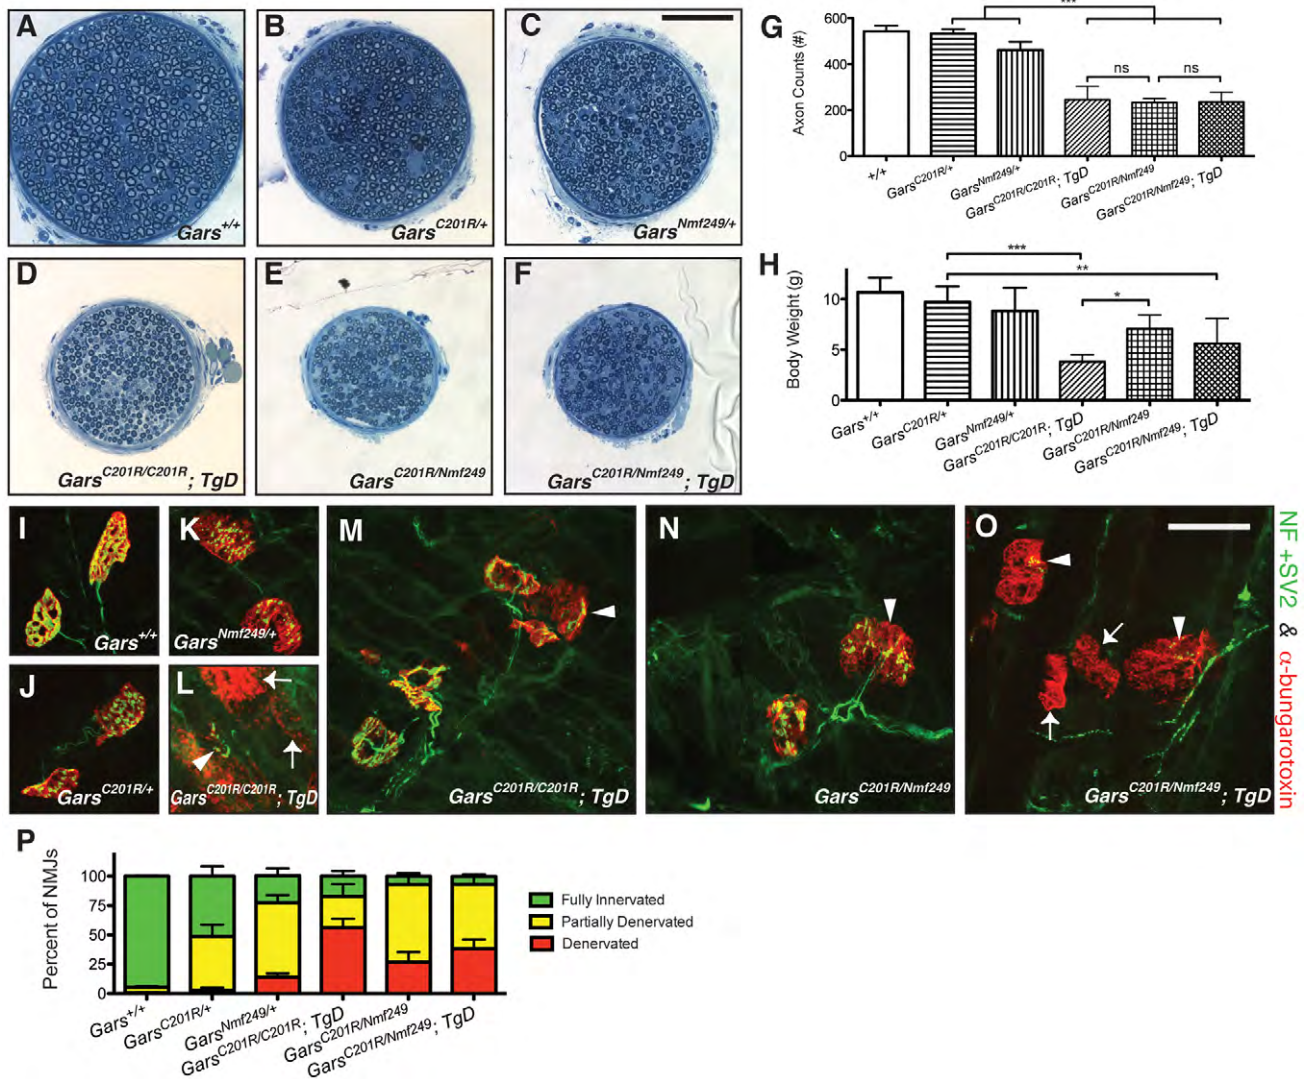 A
Gars+/+
B
GarsC201R/+
C
GarsNmf249/+
D
GarsC201R/C201R; TgD
E
GarsC201R/Nmf249
F
GarsC201R/Nmf249; TgD
G
Axon Counts (#)
600
400
200
0
***
ns
ns
+/+
GarsC201R/+
GarsNmf249/+
GarsC201R/C201R; TgD
GarsC201R/Nmf249
GarsC201R/Nmf249; TgD
H
Body Weight (g)
10
5
0
***
**
*
Gars+/+
GarsC201R/+
GarsNmf249/+
GarsC201R/C201R; TgD
GarsC201R/Nmf249
GarsC201R/Nmf249; TgD
I
Gars+/+
J
GarsC201R/+
K
GarsNmf249/+
L
GarsC201R/C201R; TgD
M
GarsC201R/C201R; TgD
N
GarsC201R/Nmf249
O
GarsC201R/Nmf249; TgD
NF +SV2 & α-bungarotoxin
P
Percent of NMJs
100
75
50
25
0
Gars+/+
GarsC201R/+
GarsNmf249/+
GarsC201R/C201R; TgD
GarsC201R/Nmf249
GarsC201R/Nmf249; TgD
Fully Innervated
Partially Denervated
Denervated